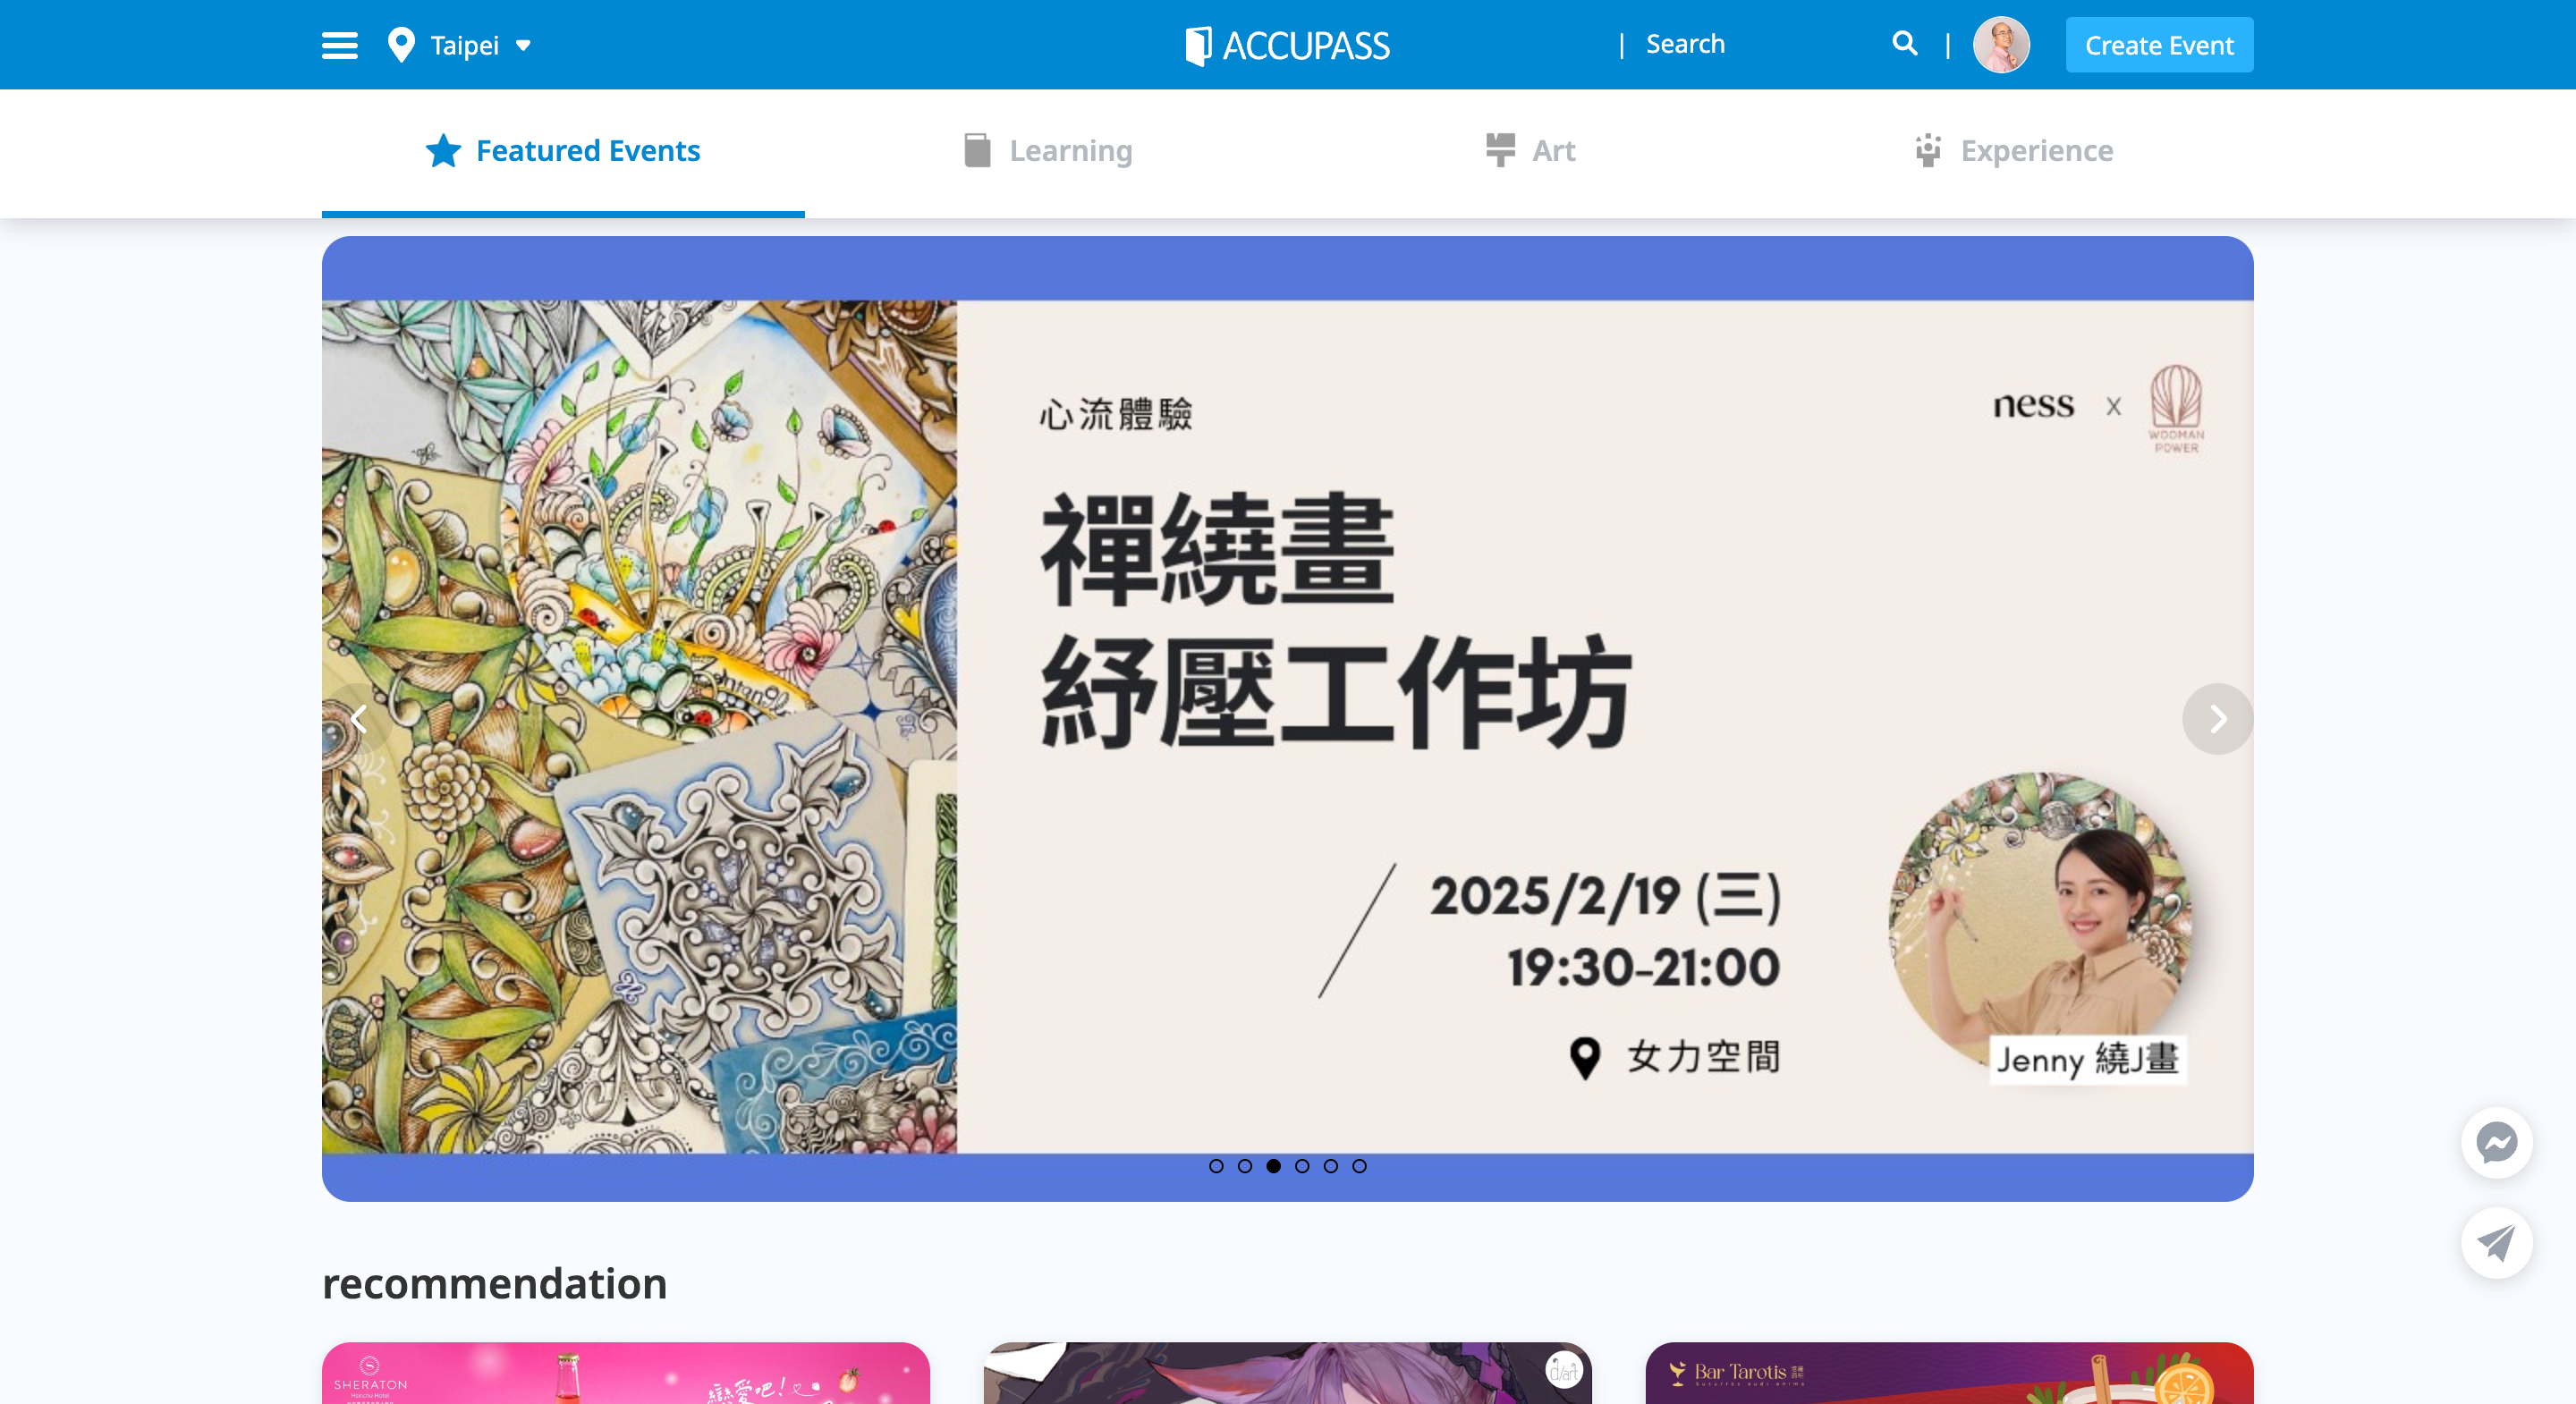 Taipei
ACCUPASS
Search
Create Event
Featured Events
Learning
Art
Experience
心流體驗
ness x
WODMAN
POWER
禪繞畫
紓壓工作坊
2025/2/19 (三)
19:30-21:00
女力空間
Jenny 繞J畫
recommendation
SHERATON
戀愛吧!
d/art
Bar Tarotis